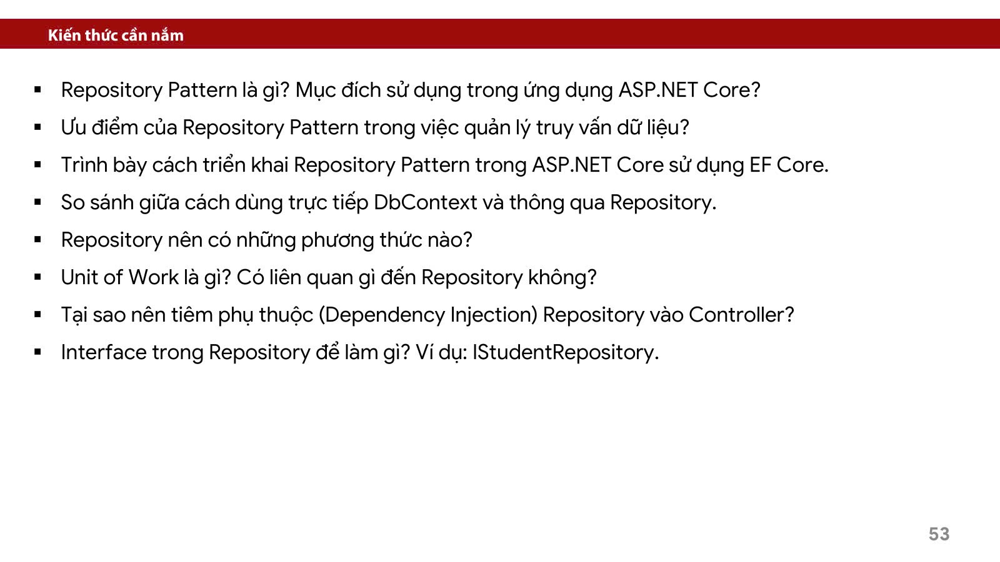 Kiến thức cần nắm
▪ Repository Pattern là gì? Mục đích sử dụng trong ứng dụng ASP.NET Core?
▪ Ưu điểm của Repository Pattern trong việc quản lý truy vấn dữ liệu?
▪ Trình bày cách triển khai Repository Pattern trong ASP.NET Core sử dụng EF Core.
▪ So sánh giữa cách dùng trực tiếp DbContext và thông qua Repository.
▪ Repository nên có những phương thức nào?
▪ Unit of Work là gì? Có liên quan gì đến Repository không?
▪ Tại sao nên tiêm phụ thuộc (Dependency Injection) Repository vào Controller?
▪ Interface trong Repository để làm gì? Ví dụ: IStudentRepository.
53